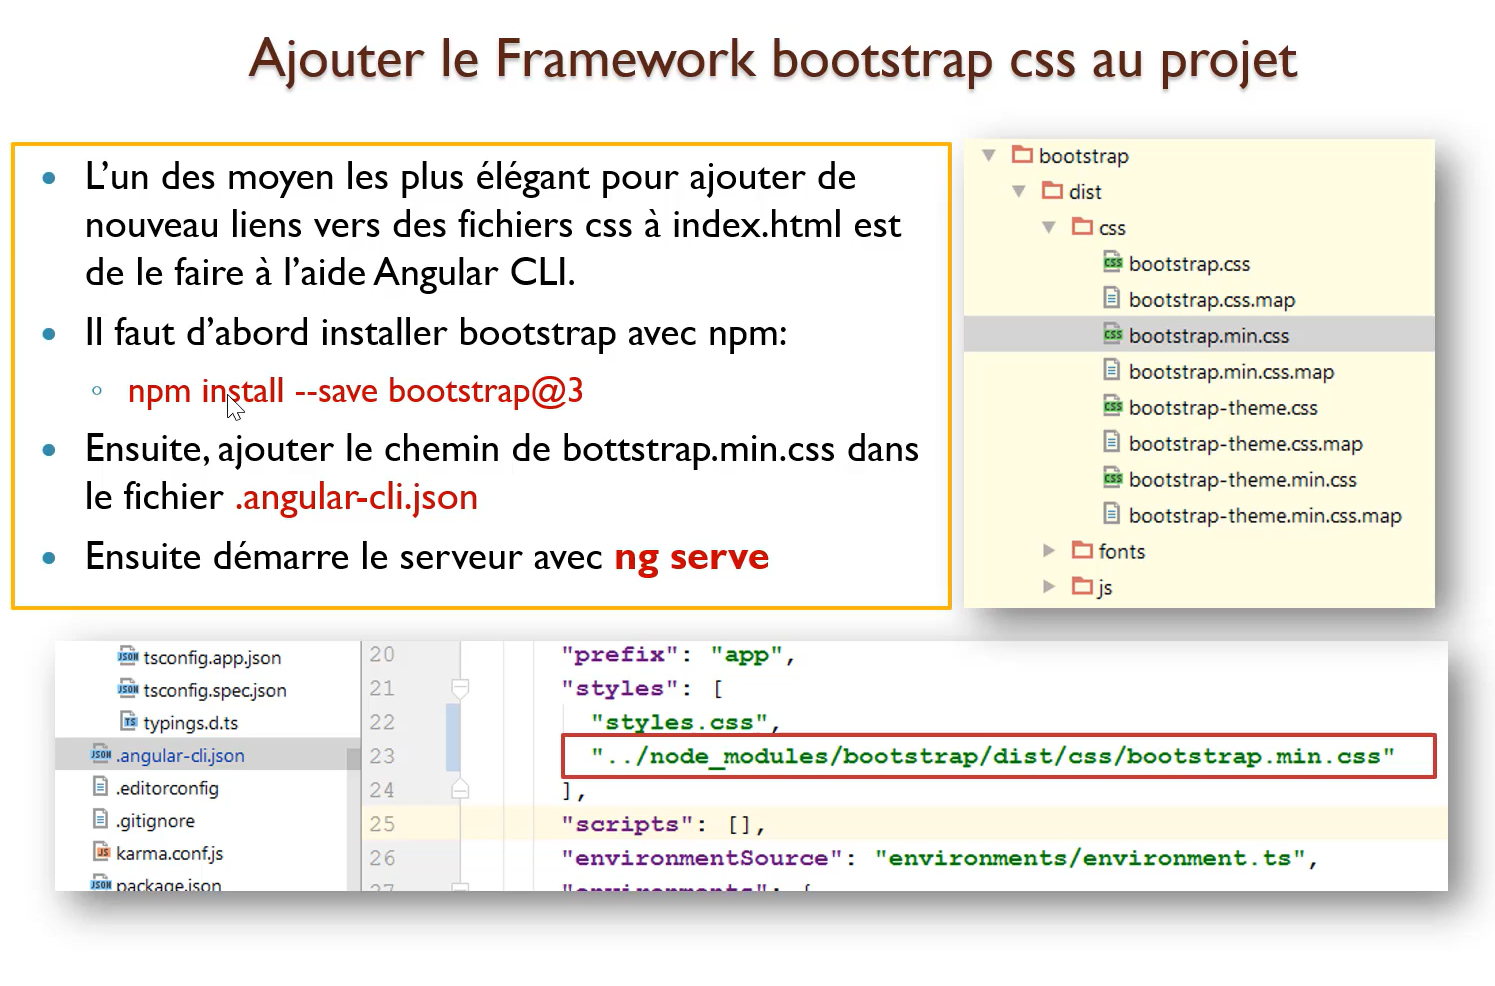 Ajouter le Framework bootstrap css au projet
L'un des moyen les plus élégant pour ajouter de
nouveau liens vers des fichiers css à index.html est
de le faire à l'aide Angular CLI.
Il faut d'abord installer bootstrap avec npm:
npm install --save bootstrap@3
Ensuite, ajouter le chemin de bottstrap.min.css dans
le fichier .angular-cli.json
Ensuite démarre le serveur avec ng serve
bootstrap
dist
css
bootstrap.css
bootstrap.css.map
bootstrap.min.css
bootstrap.min.css.map
bootstrap-theme.css
bootstrap-theme.css.map
bootstrap-theme.min.css
bootstrap-theme.min.css.map
fonts
js
tsconfig.app.json
tsconfig.spec.json
typings.d.ts
.angular-cli.json
.editorconfig
.gitignore
karma.conf.js
package.json
20 "prefix": "app",
21 "styles": [
22 "styles.css",
23 "../node_modules/bootstrap/dist/css/bootstrap.min.css"
24 ],
25 "scripts": [],
26 "environmentSource": "environments/environment.ts",
27 "environments": {